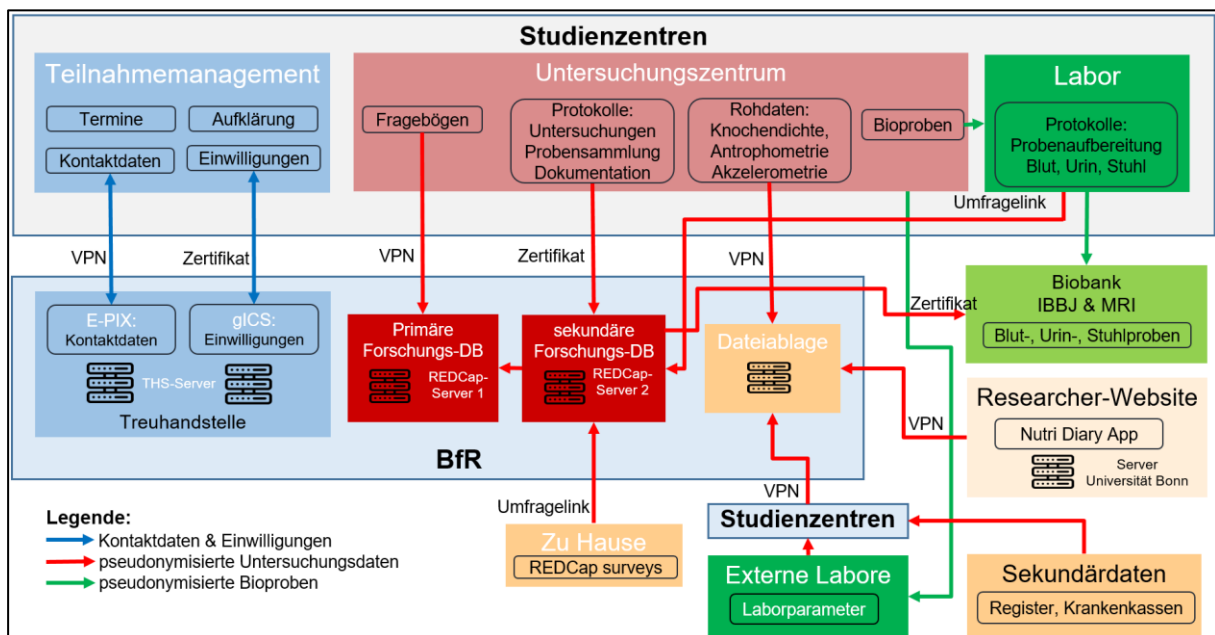 Studienzentren
Teilnahmemanagement
Termine
Aufklärung
Kontaktdaten
Einwilligungen
Untersuchungszentrum
Fragebögen
Protokolle:
Untersuchungen
Probensammlung
Dokumentation
Rohdaten:
Knochendichte,
Antrophometrie
Akzelerometrie
Bioproben
Labor
Protokolle:
Probenaufbereitung
Blut, Urin, Stuhl
Umfragelink
VPN
Zertifikat
VPN
Zertifikat
VPN
E-PIX:
Kontaktdaten
gICS:
Einwilligungen
THS-Server
Treuhandstelle
Primäre
Forschungs-DB
REDCap-
Server 1
sekundäre
Forschungs-DB
REDCap-
Server 2
Dateiablage
BfR
Zertifikat
Biobank
IBBJ & MRI
Blut-, Urin-, Stuhlproben
Researcher-Website
Nutri Diary App
Server
Universität Bonn
VPN
VPN
Umfragelink
Legende:
Kontaktdaten & Einwilligungen
pseudonymisierte Untersuchungsdaten
pseudonymisierte Bioproben
Zu Hause
REDCap surveys
Studienzentren
Externe Labore
Laborparameter
Sekundärdaten
Register, Krankenkassen